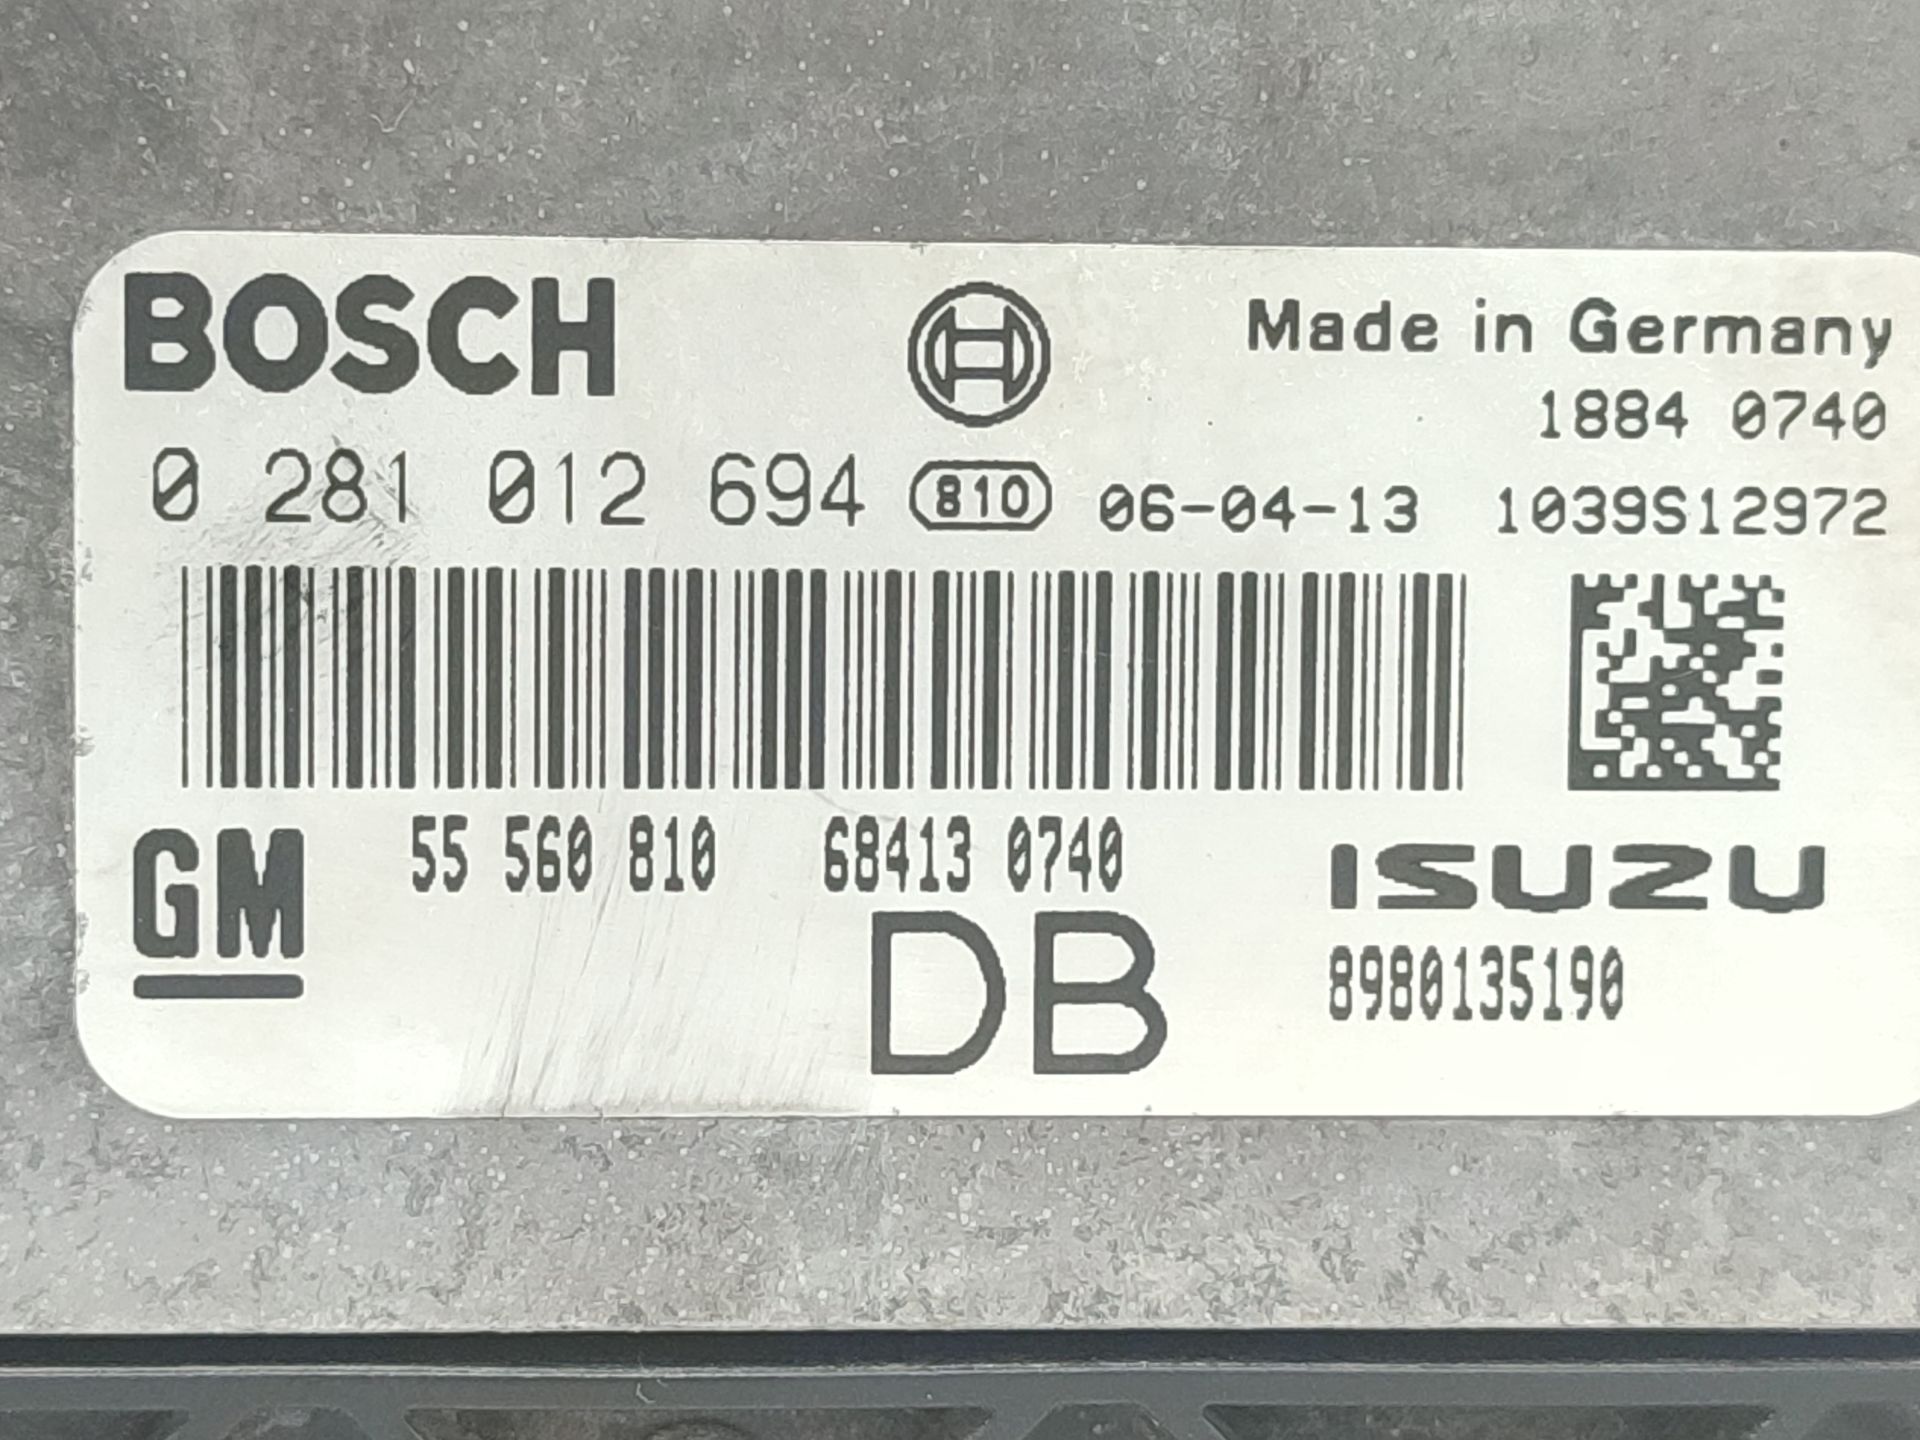 BOSCH
Made in Germany
1884 0740
0 281 012 694 810 06-04-13 1039S12972
GM 55 560 810 68413 0740 ISUZU
DB 8980135190